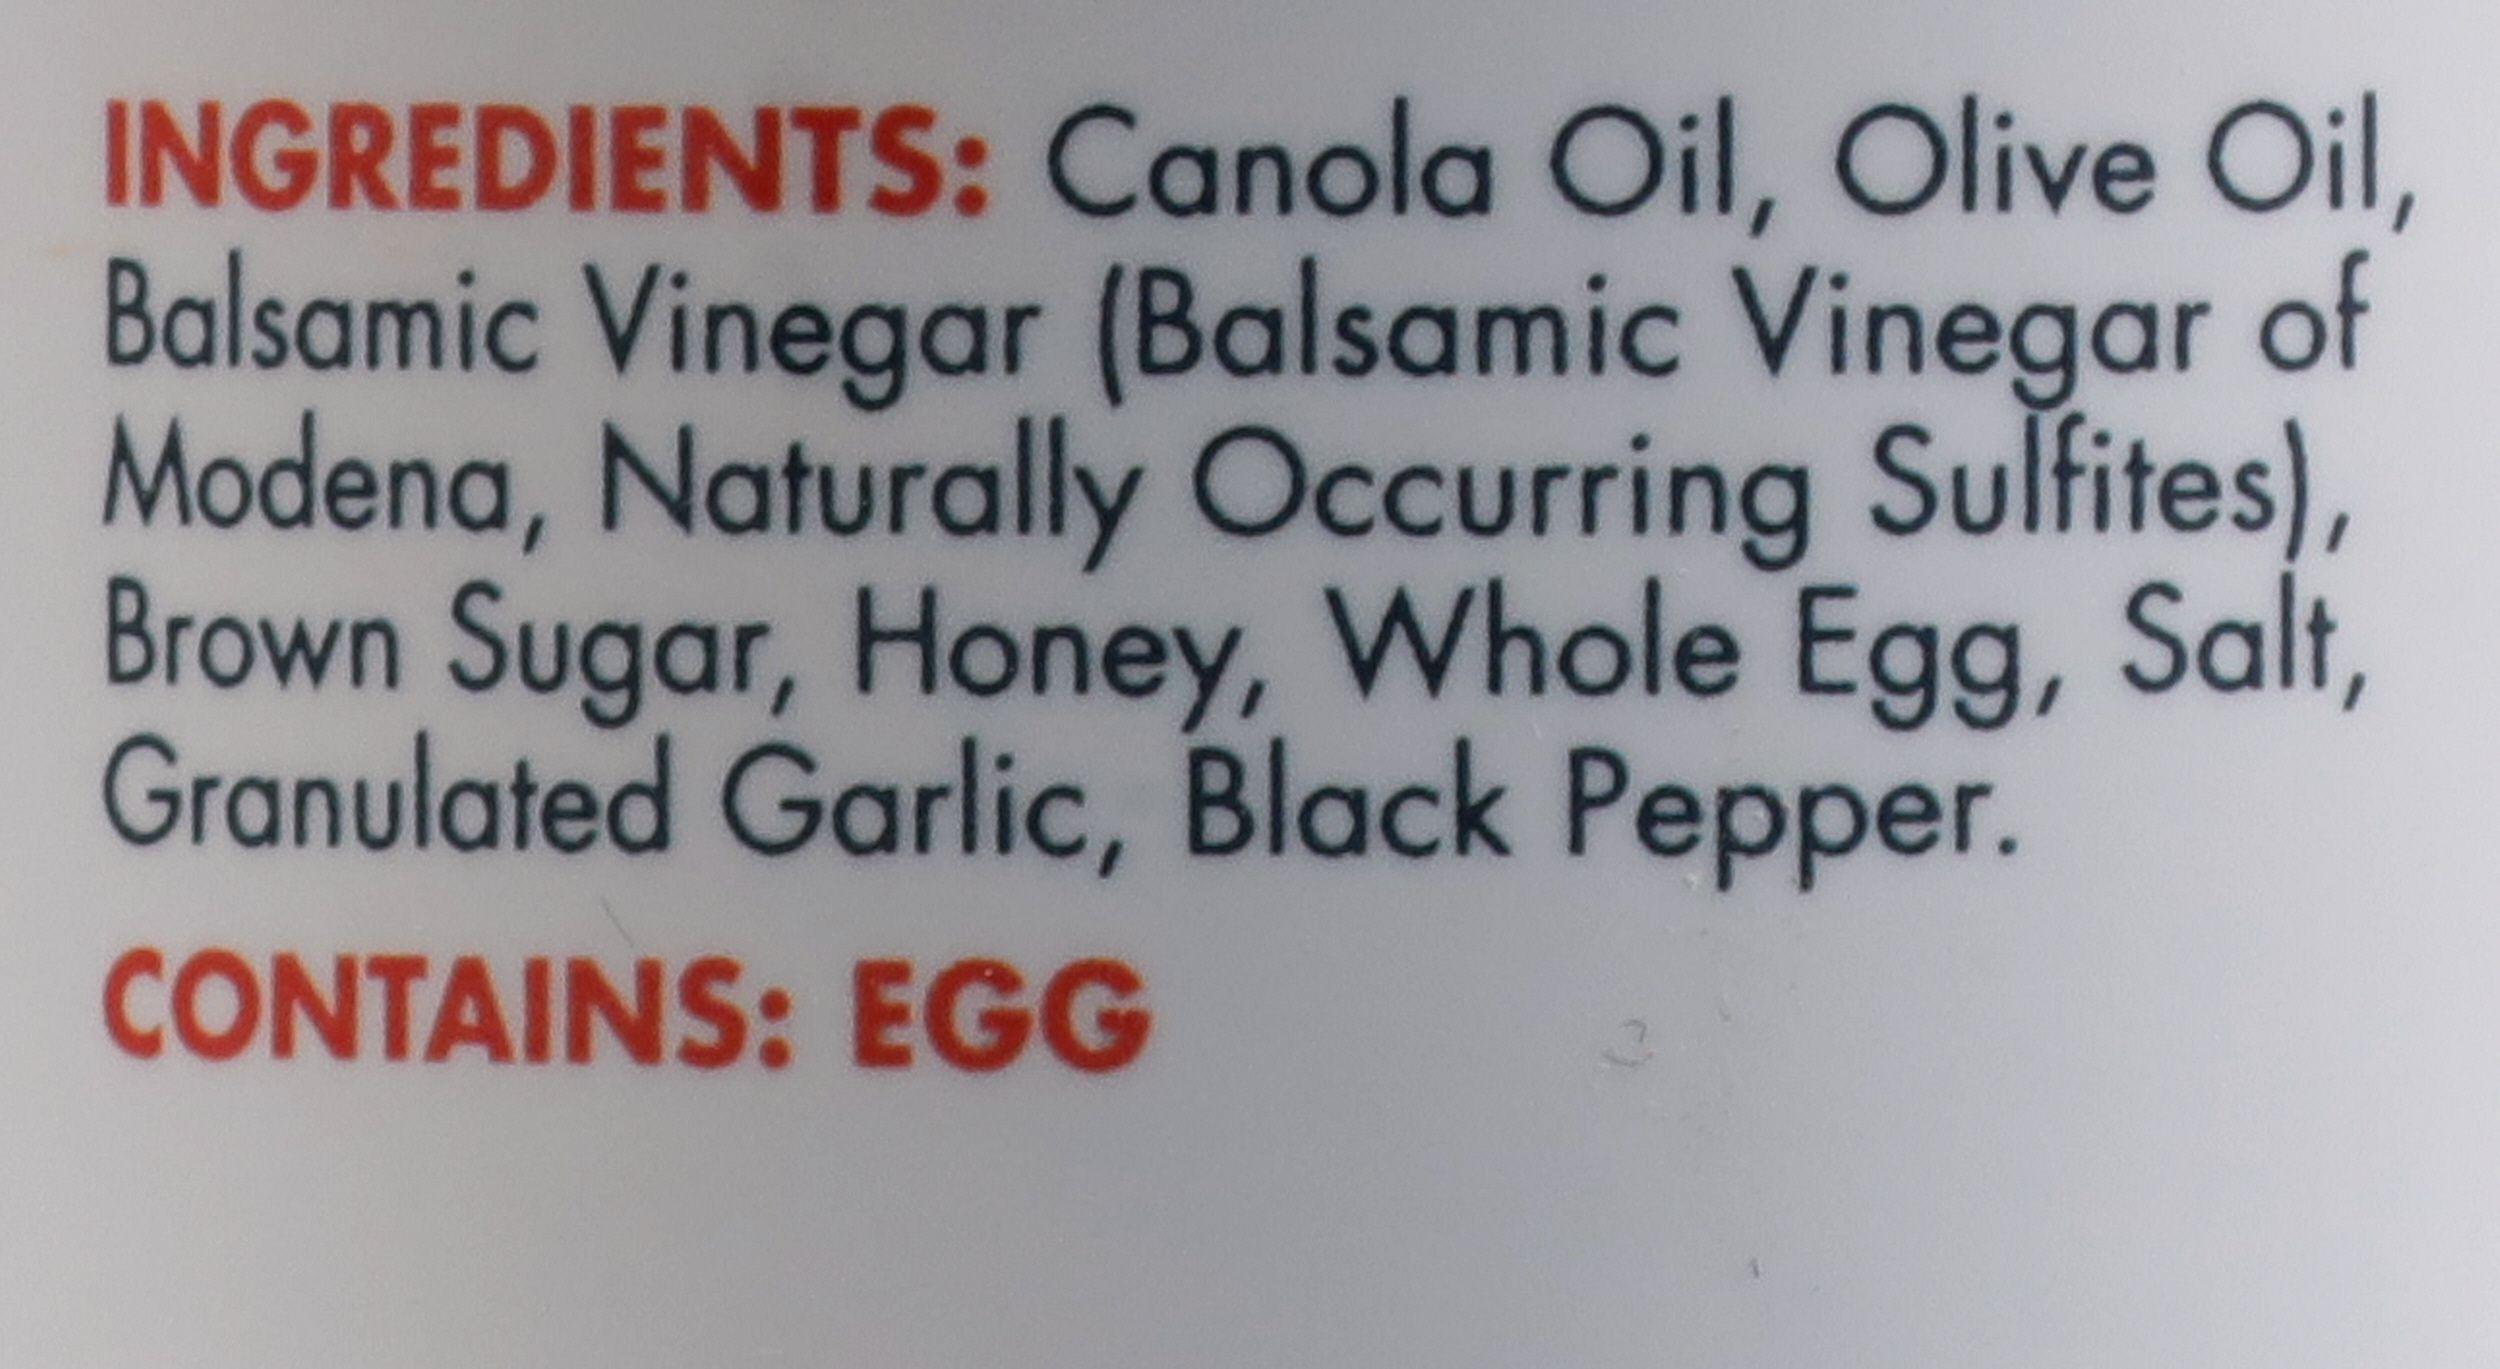 INGREDIENTS: Canola Oil, Olive Oil,
Balsamic Vinegar (Balsamic Vinegar of
Modena, Naturally Occurring Sulfites),
Brown Sugar, Honey, Whole Egg, Salt,
Granulated Garlic, Black Pepper.
CONTAINS: EGG